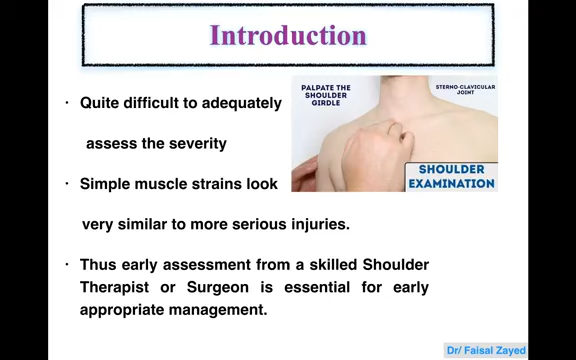 Introduction
· Quite difficult to adequately
assess the severity
PALPATE THE
SHOULDER
GIRDLE
STERNO-CLAVICULAR
JOINT
SHOULDER
EXAMINATION
· Simple muscle strains look
very similar to more serious injuries.
· Thus early assessment from a skilled Shoulder
Therapist or Surgeon is essential for early
appropriate management.
Dr/ Faisal Zayed